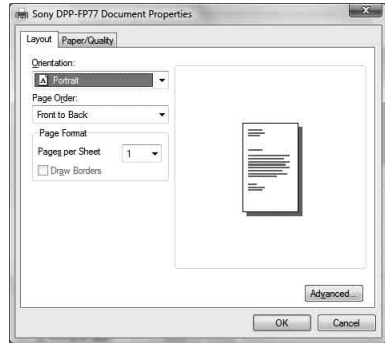 Sony DPP-FP77 Document Properties
Layout
Paper/Quality
Orientation:
A Portrait
Page Order:
Front to Back
Page Format
Pages per Sheet
1
Draw Borders
Advanced...
OK
Cancel